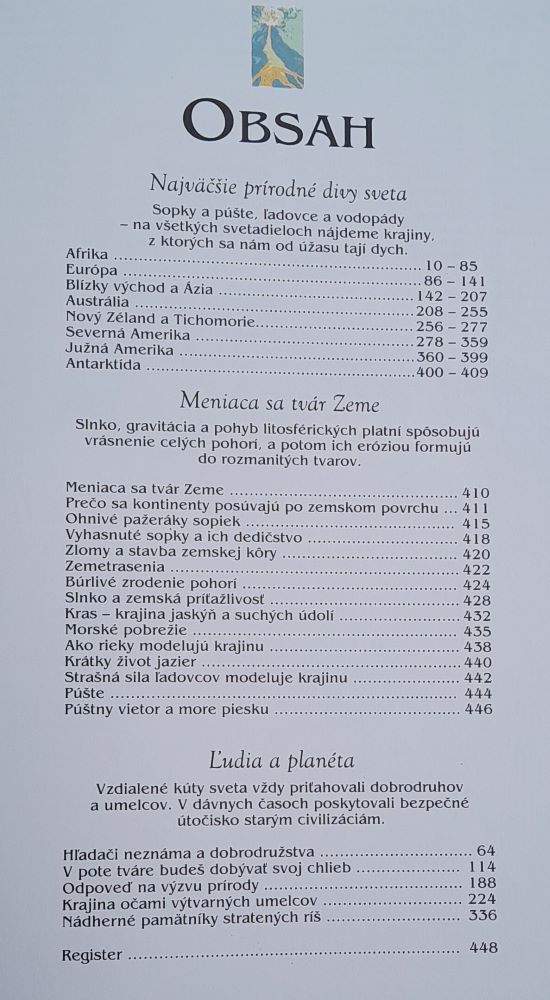 OBSAH
Najväčšie prírodné divy sveta
Sopky a púšte, ľadovce a vodopády
– na všetkých svetadieloch nájdeme krajiny,
z ktorých sa nám od úžasu tají dych.
Afrika ........................................................ 10 – 85
Európa ........................................................ 86 – 141
Blízky východ a Ázia ........................................ 142 – 207
Austrália ........................................................ 208 – 255
Nový Zéland a Tichomorie................................ 256 – 277
Severná Amerika ............................................ 278 – 359
Južná Amerika ................................................ 360 – 399
Antarktída ........................................................ 400 – 409
Meniaca sa tvár Zeme
Slnko, gravitácia a pohyb litosférických platní spôsobujú
vrásnenie celých pohorí, a potom ich eróziou formujú
do rozmanitých tvarov.
Meniaca sa tvár Zeme ........................................ 410
Prečo sa kontinenty posúvajú po zemskom povrchu ... 411
Ohnivé pažeráky sopiek ........................................ 415
Vyhasnuté sopky a ich dedičstvo ............................ 418
Zlomy a stavba zemskej kôry ................................ 420
Zemetrasenia .................................................... 422
Búrlivé zrodenie pohorí ........................................ 424
Slnko a zemská príťažlivosť .................................... 428
Kras – krajina jaskýň a suchých údolí .................... 432
Morské pobrežie ................................................ 435
Ako rieky modelujú krajinu .................................... 438
Krátky život jazier ................................................ 440
Strašná sila ľadovcov modeluje krajinu .................... 442
Púšte ............................................................ 444
Púštny vietor a more piesku .................................... 446
Ľudia a planéta
Vzdialené kúty sveta vždy priťahovali dobrodruhov
a umelcov. V dávnych časoch poskytovali bezpečné
útočisko starým civilizáciám.
Hľadači neznáma a dobrodružstva ............................ 64
V pote tváre budeš dobývať svoj chlieb .................... 114
Odpoveď na výzvu prírody .................................... 188
Krajina očami výtvarných umelcov ............................ 224
Nádherné pamätníky stratených ríš ........................ 336
Register ........................................................ 448